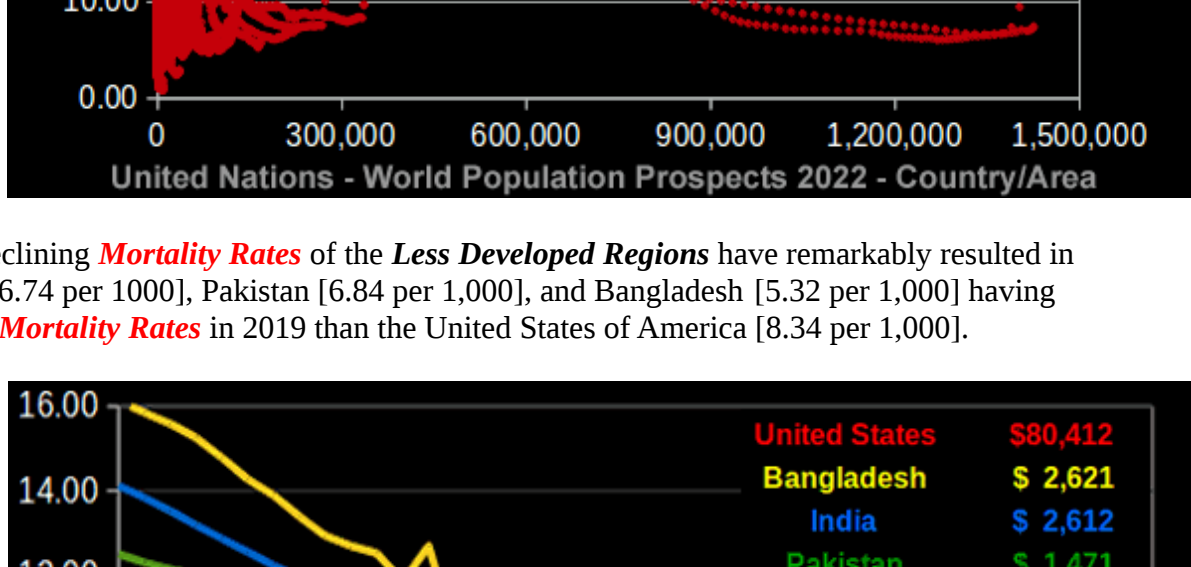 10.00
0.00
0 300,000 600,000 900,000 1,200,000 1,500,000
United Nations - World Population Prospects 2022 - Country/Area
clining Mortality Rates of the Less Developed Regions have remarkably resulted in
6.74 per 1000], Pakistan [6.84 per 1,000], and Bangladesh [5.32 per 1,000] having
Mortality Rates in 2019 than the United States of America [8.34 per 1,000].
16.00
United States $80,412
Bangladesh $ 2,621
14.00
India $ 2,612
Pakistan $ 1,471